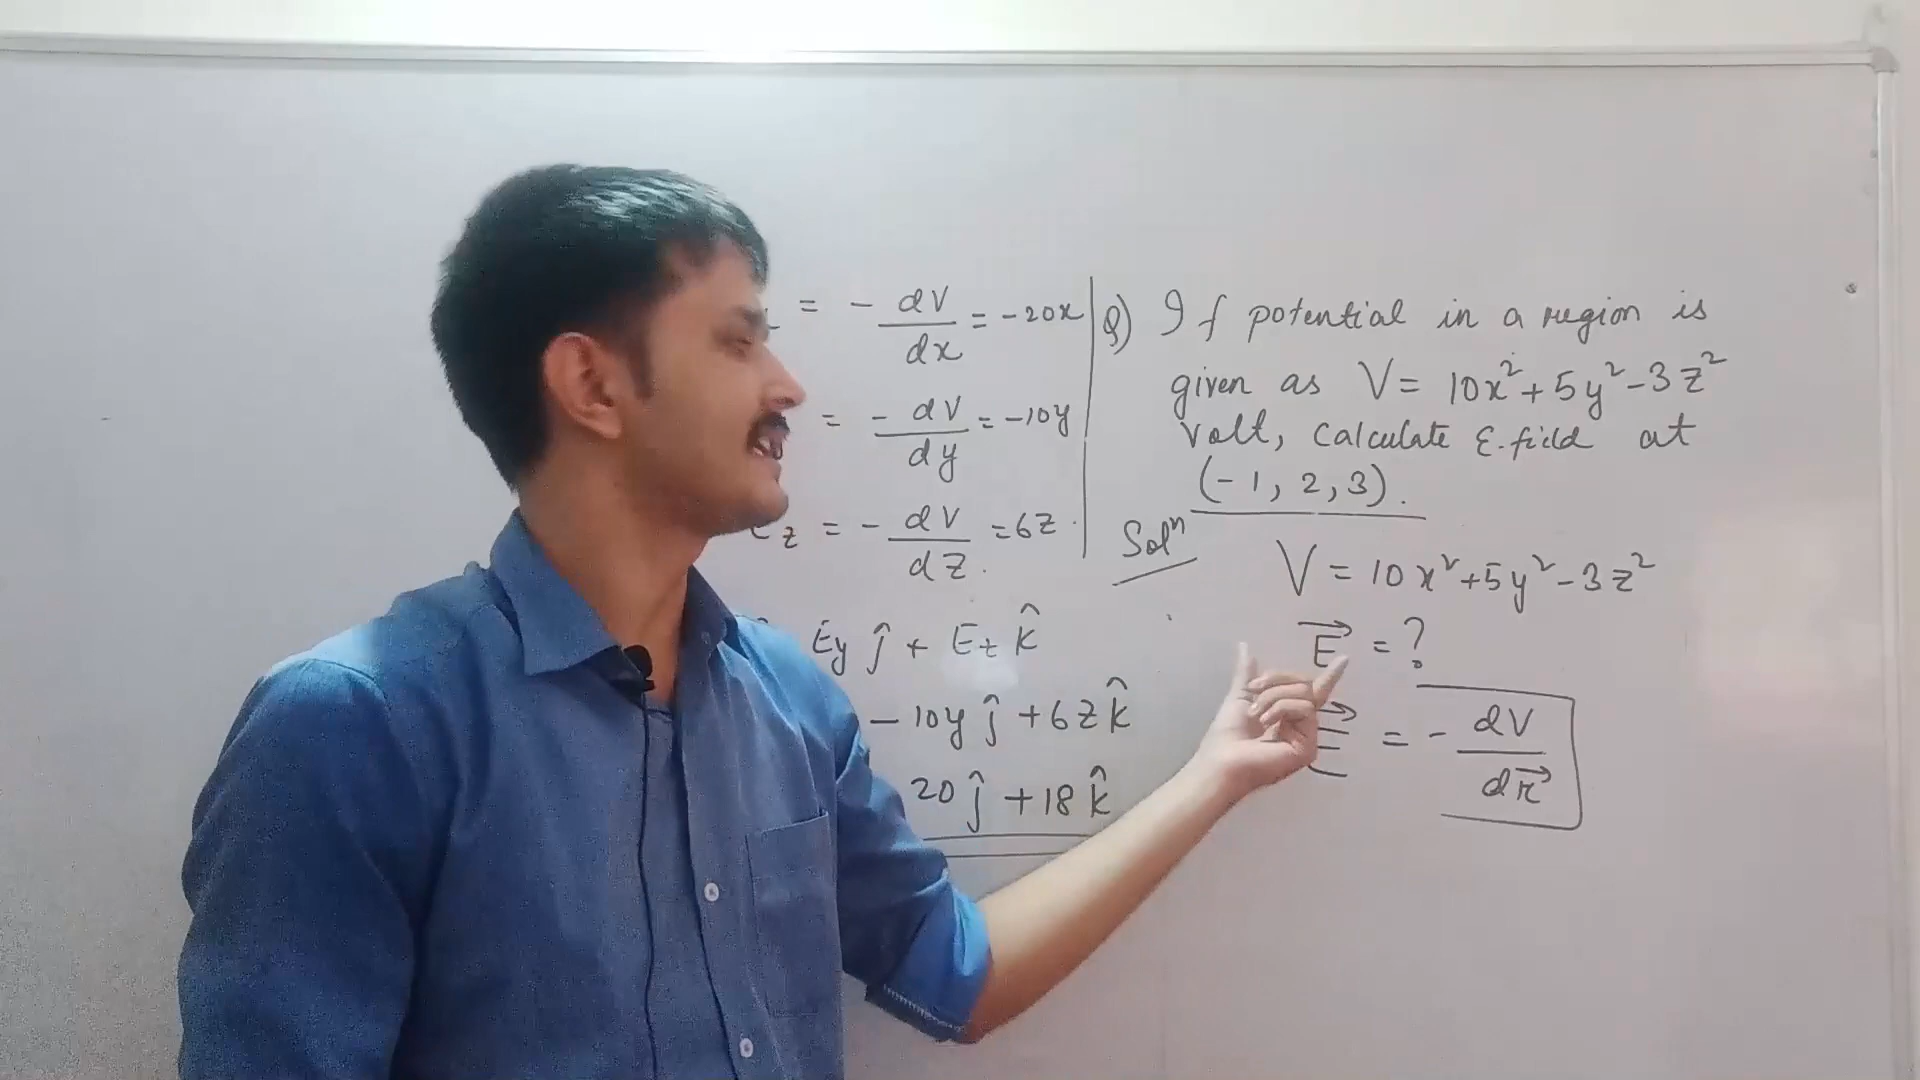 = - dV/dx = -20x
= - dV/dy = -10y
z = - dV/dz = 6z.
Ey ĵ + Ez k̂
- 10y ĵ + 6z k̂
20 ĵ + 18 k̂
Q) If potential in a region is
given as V = 10x² + 5y² - 3z²
volt, calculate E.field at
(-1, 2, 3).
Solⁿ
V = 10x² + 5y² - 3z²
E⃗ = ?
E⃗ = - dV/dr⃗